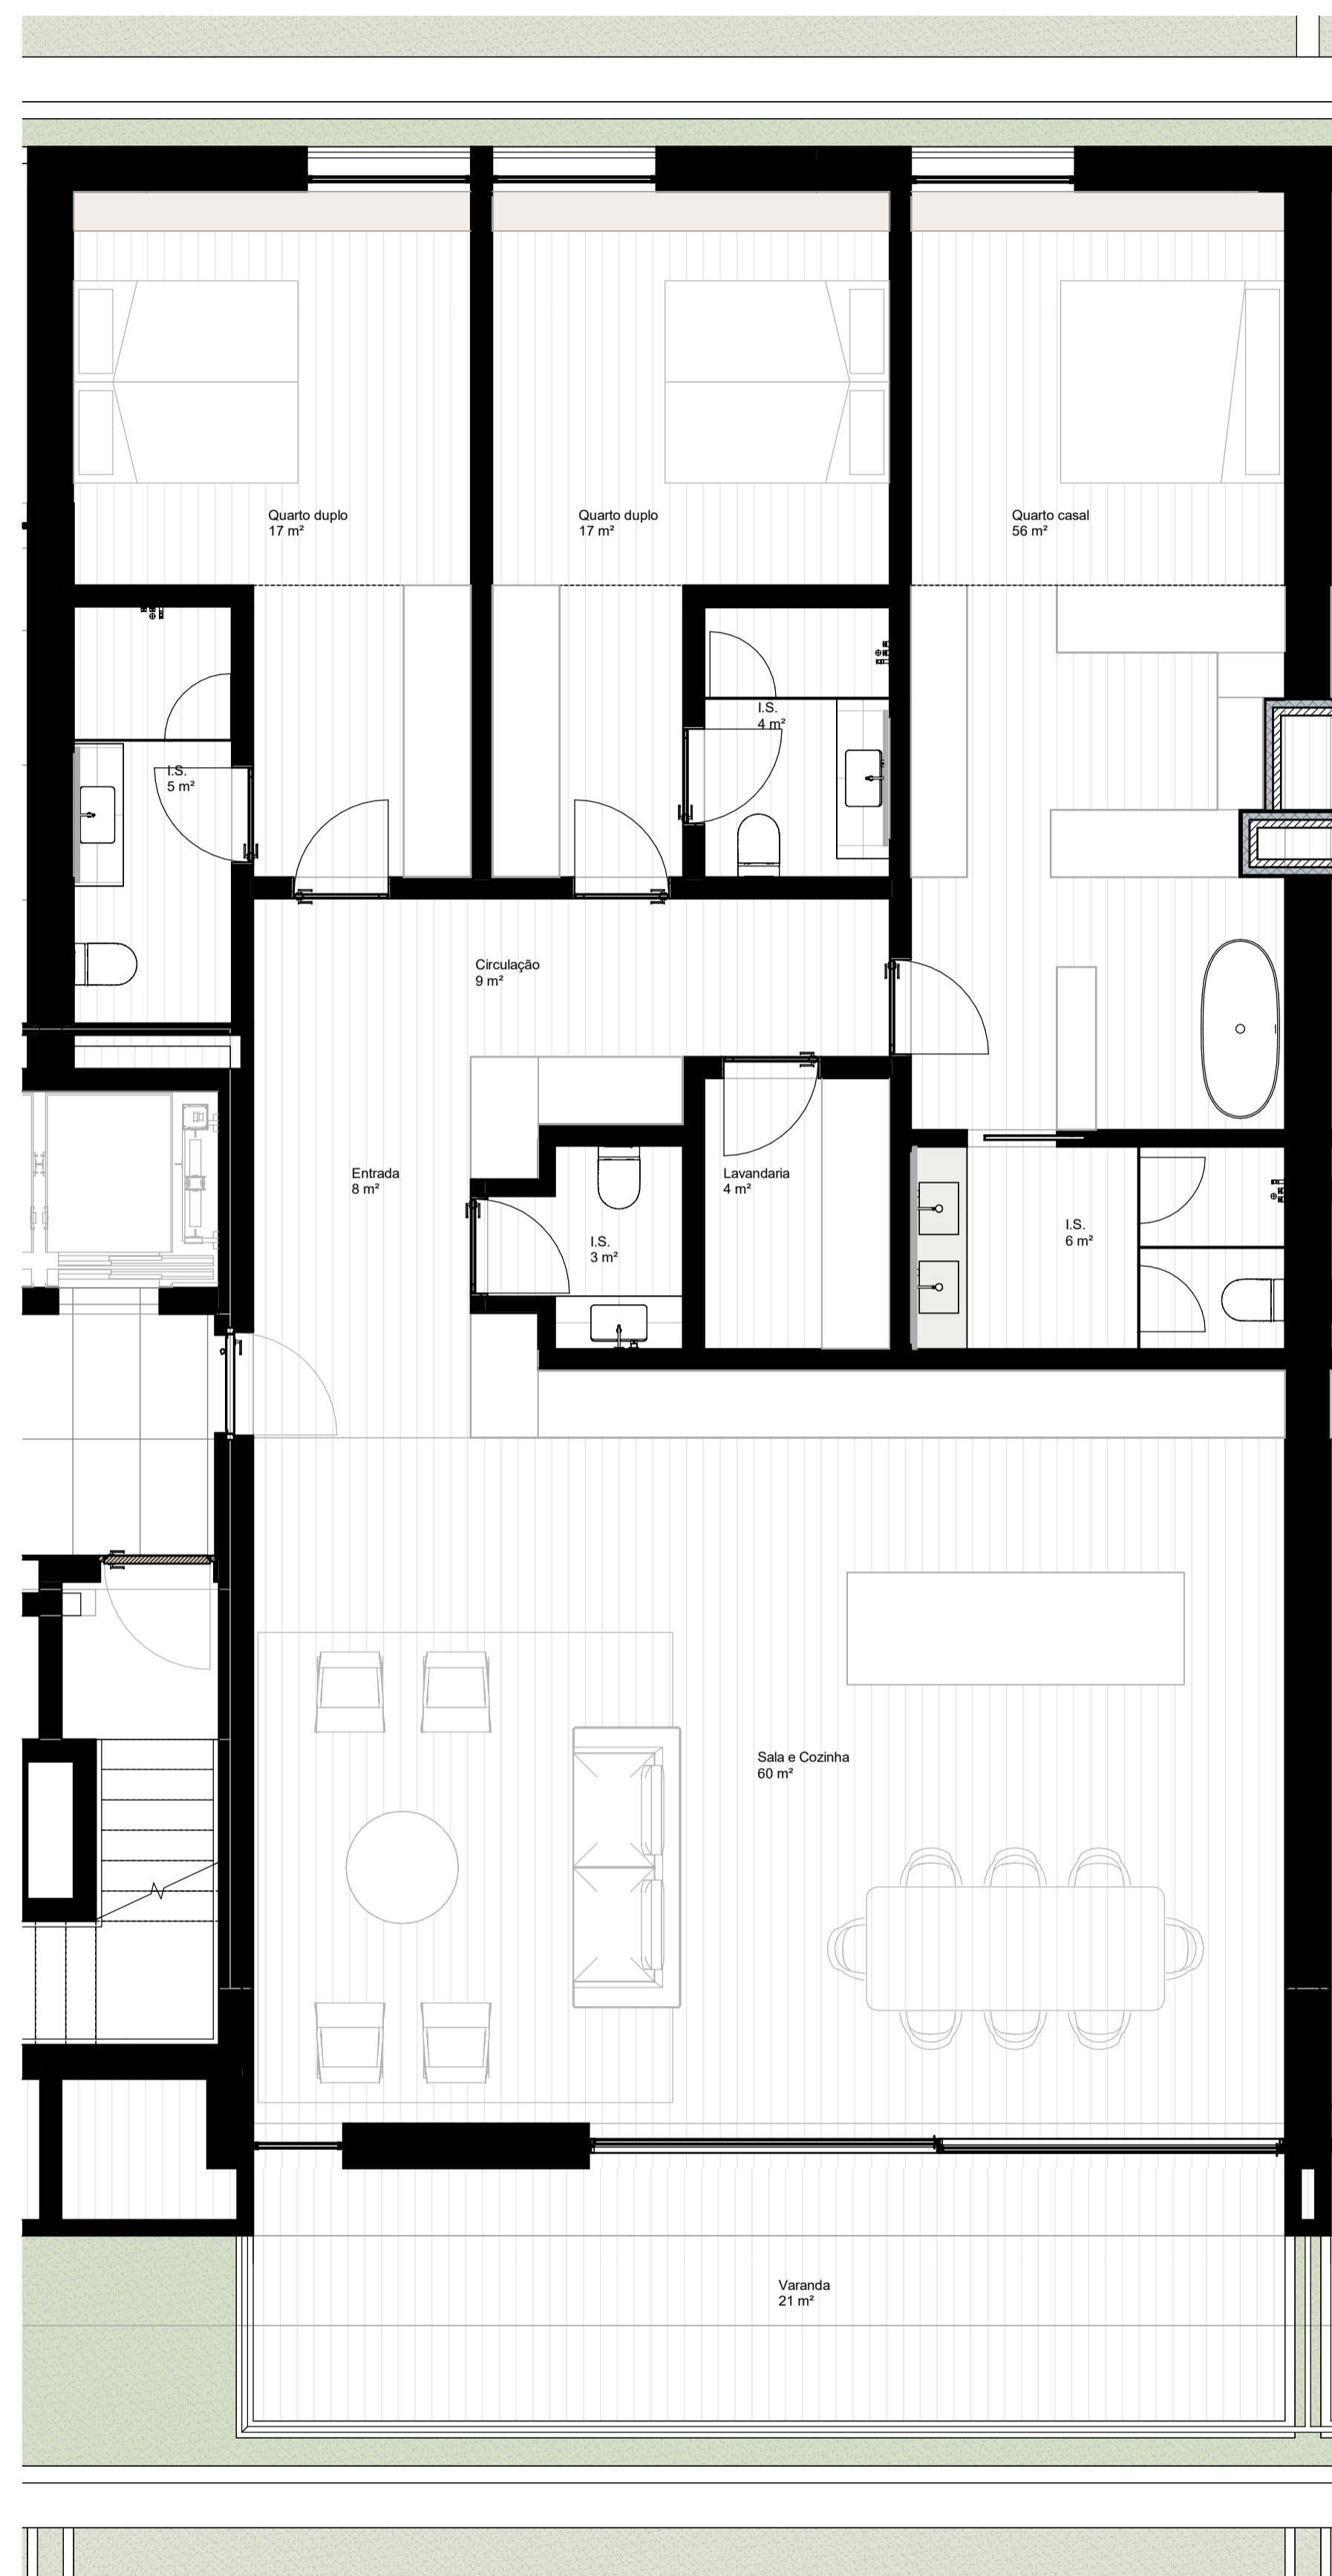 Quarto duplo
17 m²
Quarto duplo
17 m²
Quarto casal
56 m²
I.S.
4 m²
I.S.
5 m²
Circulação
9 m²
Entrada
8 m²
Lavandaria
4 m²
I.S.
3 m²
I.S.
6 m²
Sala e Cozinha
60 m²
Varanda
21 m²